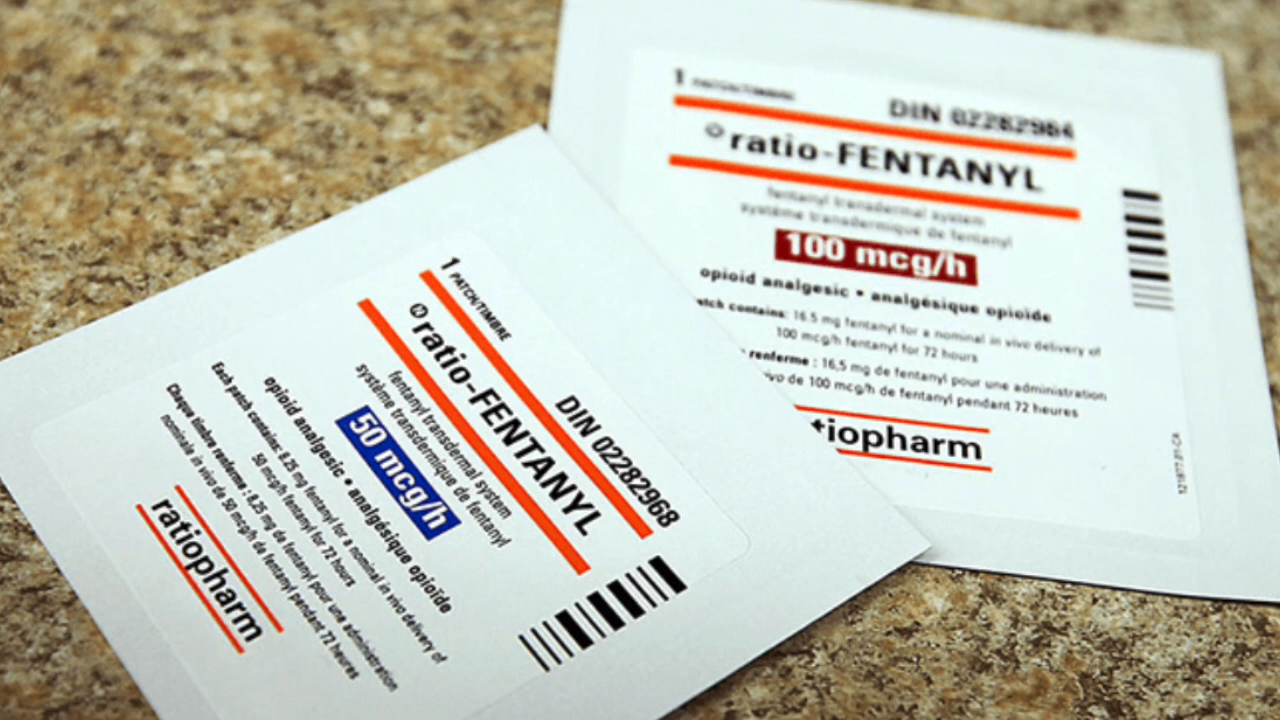 1 PATCH/TIMBRE
DIN 02282968
ratio-FENTANYL
fentanyl transdermal system
système transdermique de fentanyl
50 mcg/h
opioid analgesic • analgésique opioïde
Each patch contains: 8.25 mg fentanyl for a nominal in vivo delivery of
50 mcg/h fentanyl for 72 hours
Chaque timbre renferme : 8,25 mg de fentanyl pour une administration
nominale in vivo de 50 mcg/h de fentanyl pendant 72 heures
ratiopharm
1 PATCH/TIMBRE
DIN 02282984
ratio-FENTANYL
fentanyl transdermal system
système transdermique de fentanyl
100 mcg/h
opioid analgesic • analgésique opioïde
contains: 16.5 mg fentanyl for a nominal in vivo delivery of
100 mcg/h fentanyl for 72 hours
renferme : 16,5 mg de fentanyl pour une administration
de 100 mcg/h de fentanyl pendant 72 heures
tiopharm